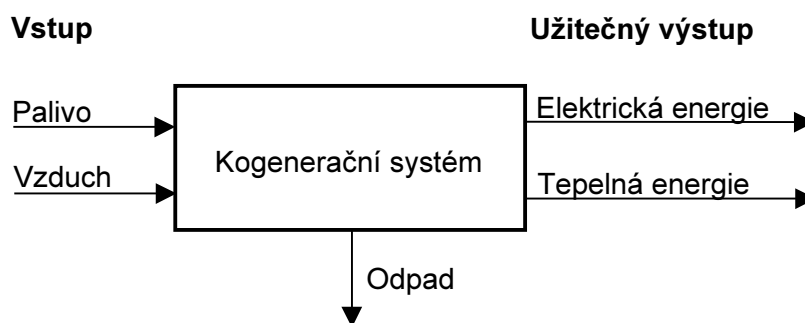 Vstup
Užitečný výstup
Palivo
Elektrická energie
Kogenerační systém
Vzduch
Tepelná energie
Odpad